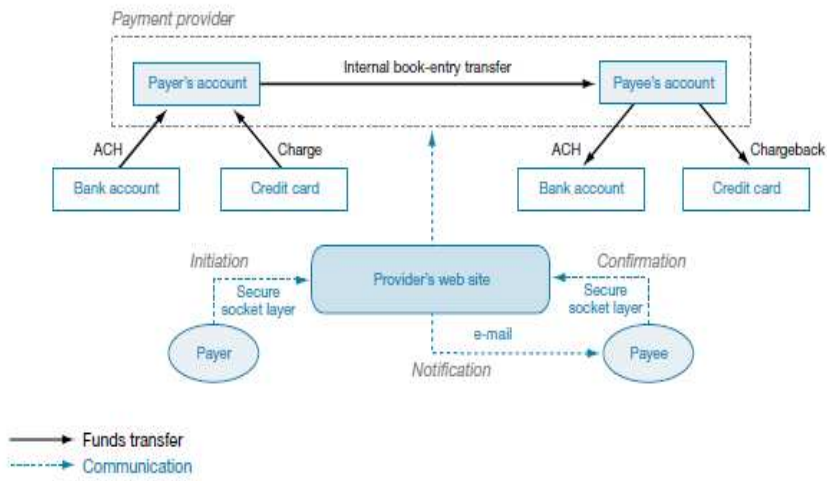 Payment provider
Internal book-entry transfer
Payer's account
Payee's account
ACH
Charge
ACH
Chargeback
Bank account
Credit card
Bank account
Credit card
Initiation
Provider's web site
Confirmation
Secure
socket layer
Secure
socket layer
Payer
e-mail
Payee
Notification
Funds transfer
Communication